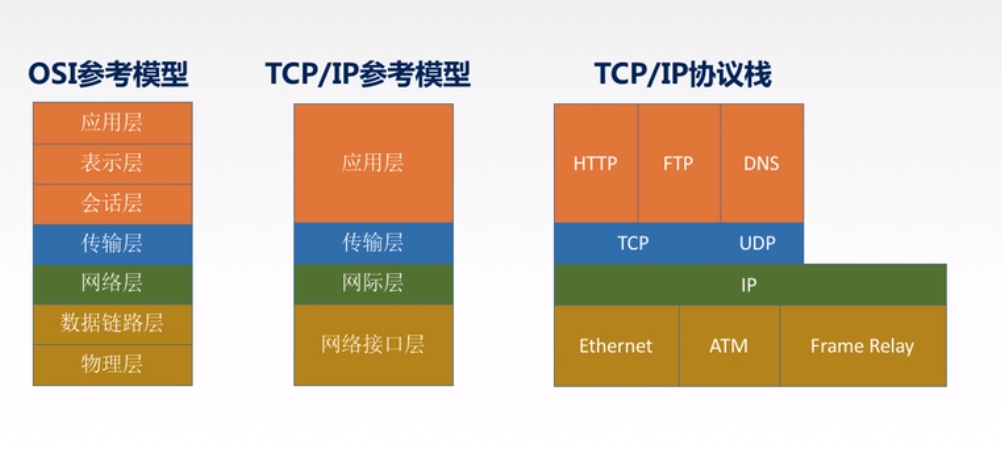 OSI参考模型
应用层
表示层
会话层
传输层
网络层
数据链路层
物理层
TCP/IP参考模型
应用层
传输层
网际层
网络接口层
TCP/IP协议栈
HTTP FTP DNS
TCP UDP
IP
Ethernet ATM Frame Relay